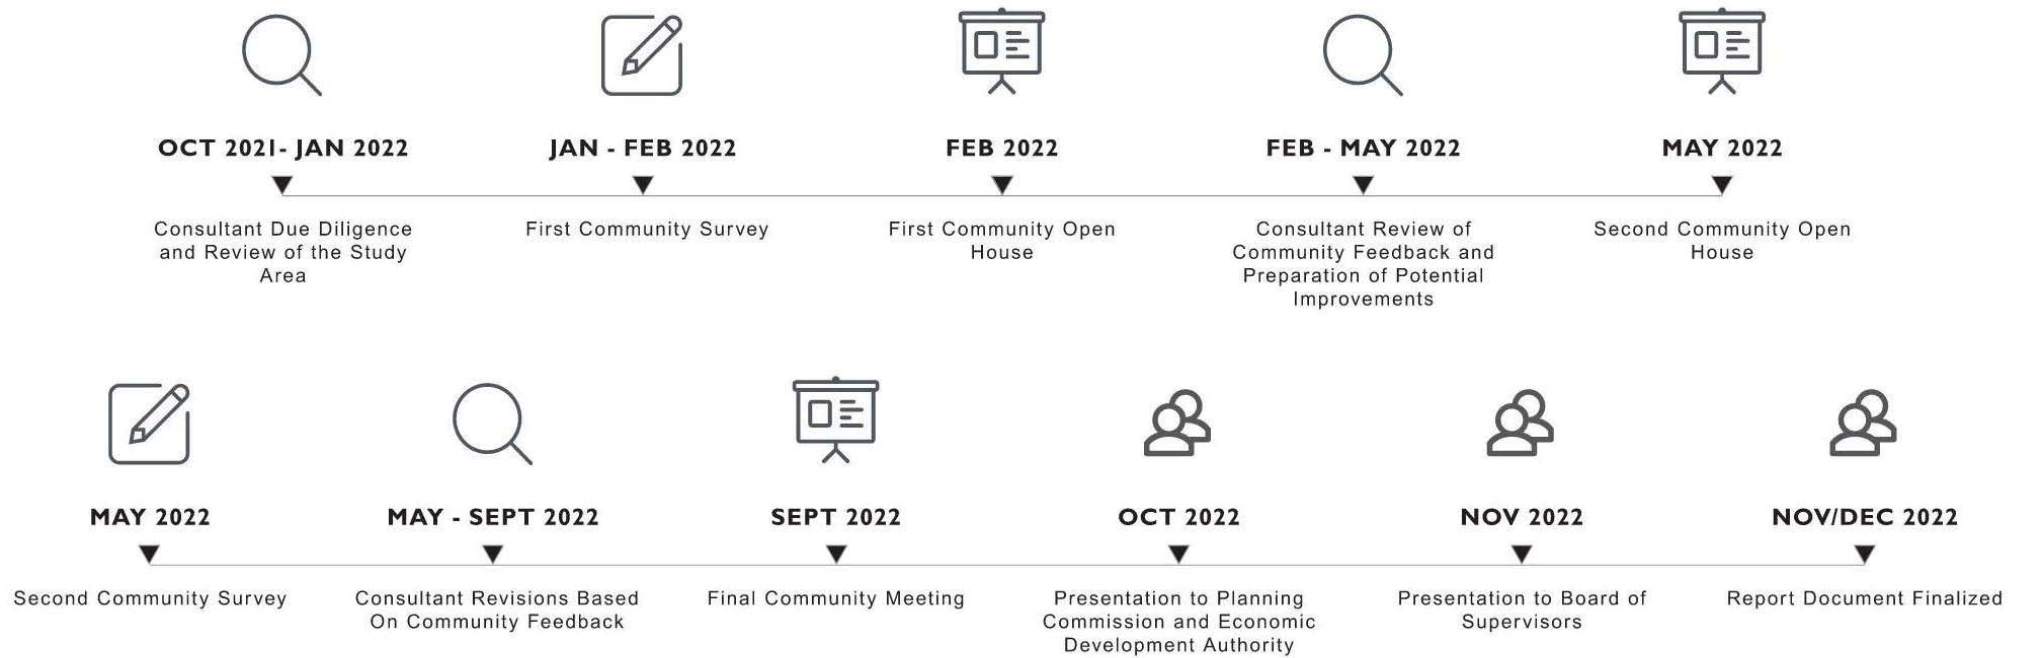 OCT 2021- JAN 2022
Consultant Due Diligence
and Review of the Study
Area
JAN - FEB 2022
First Community Survey
FEB 2022
First Community Open
House
FEB - MAY 2022
Consultant Review of
Community Feedback and
Preparation of Potential
Improvements
MAY 2022
Second Community Open
House
MAY 2022
Second Community Survey
MAY - SEPT 2022
Consultant Revisions Based
On Community Feedback
SEPT 2022
Final Community Meeting
OCT 2022
Presentation to Planning
Commission and Economic
Development Authority
NOV 2022
Presentation to Board of
Supervisors
NOV/DEC 2022
Report Document Finalized